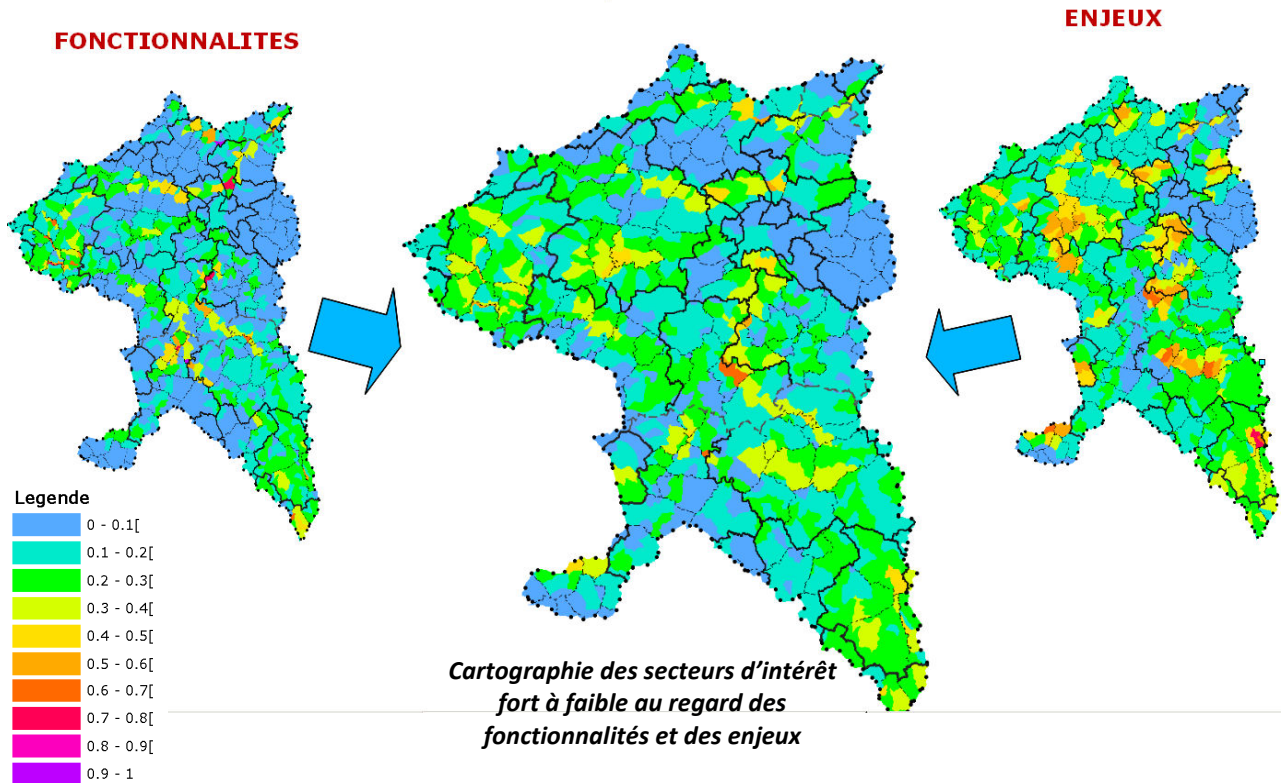 FONCTIONNALITES
ENJEUX
Legende
0 - 0.1[
0.1 - 0.2[
0.2 - 0.3[
0.3 - 0.4[
0.4 - 0.5[
0.5 - 0.6[
0.6 - 0.7[
0.7 - 0.8[
0.8 - 0.9[
0.9 - 1
Cartographie des secteurs d’intérêt
fort à faible au regard des
fonctionnalités et des enjeux